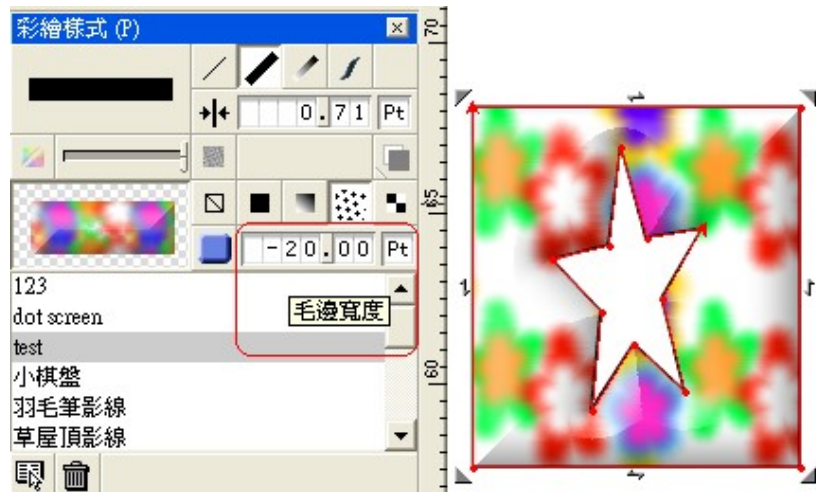 彩繪樣式 (P)
0.71 Pt
-20.00 Pt
毛邊寬度
123
dot screen
test
小棋盤
羽毛筆影線
草屋頂影線
70
65
60